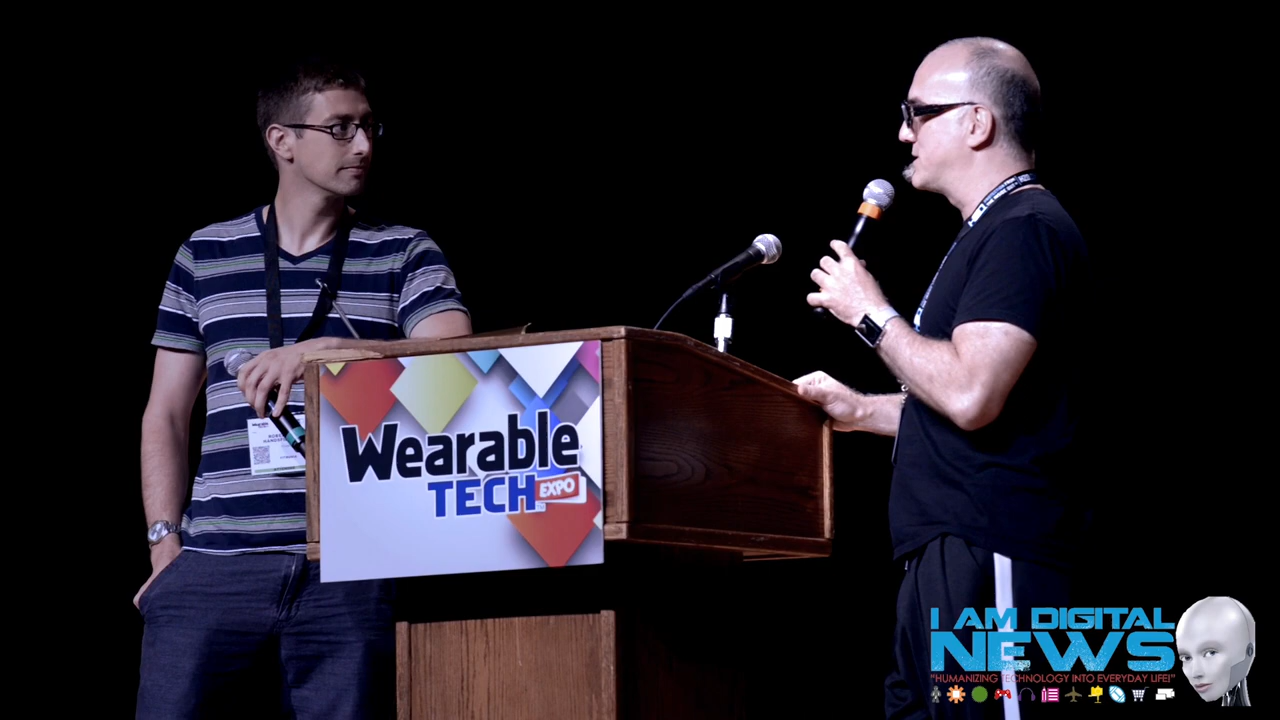 Wearable
TECH EXPO
I AM DIGITAL
NEWS
"HUMANIZING TECHNOLOGY INTO EVERYDAY LIFE!"